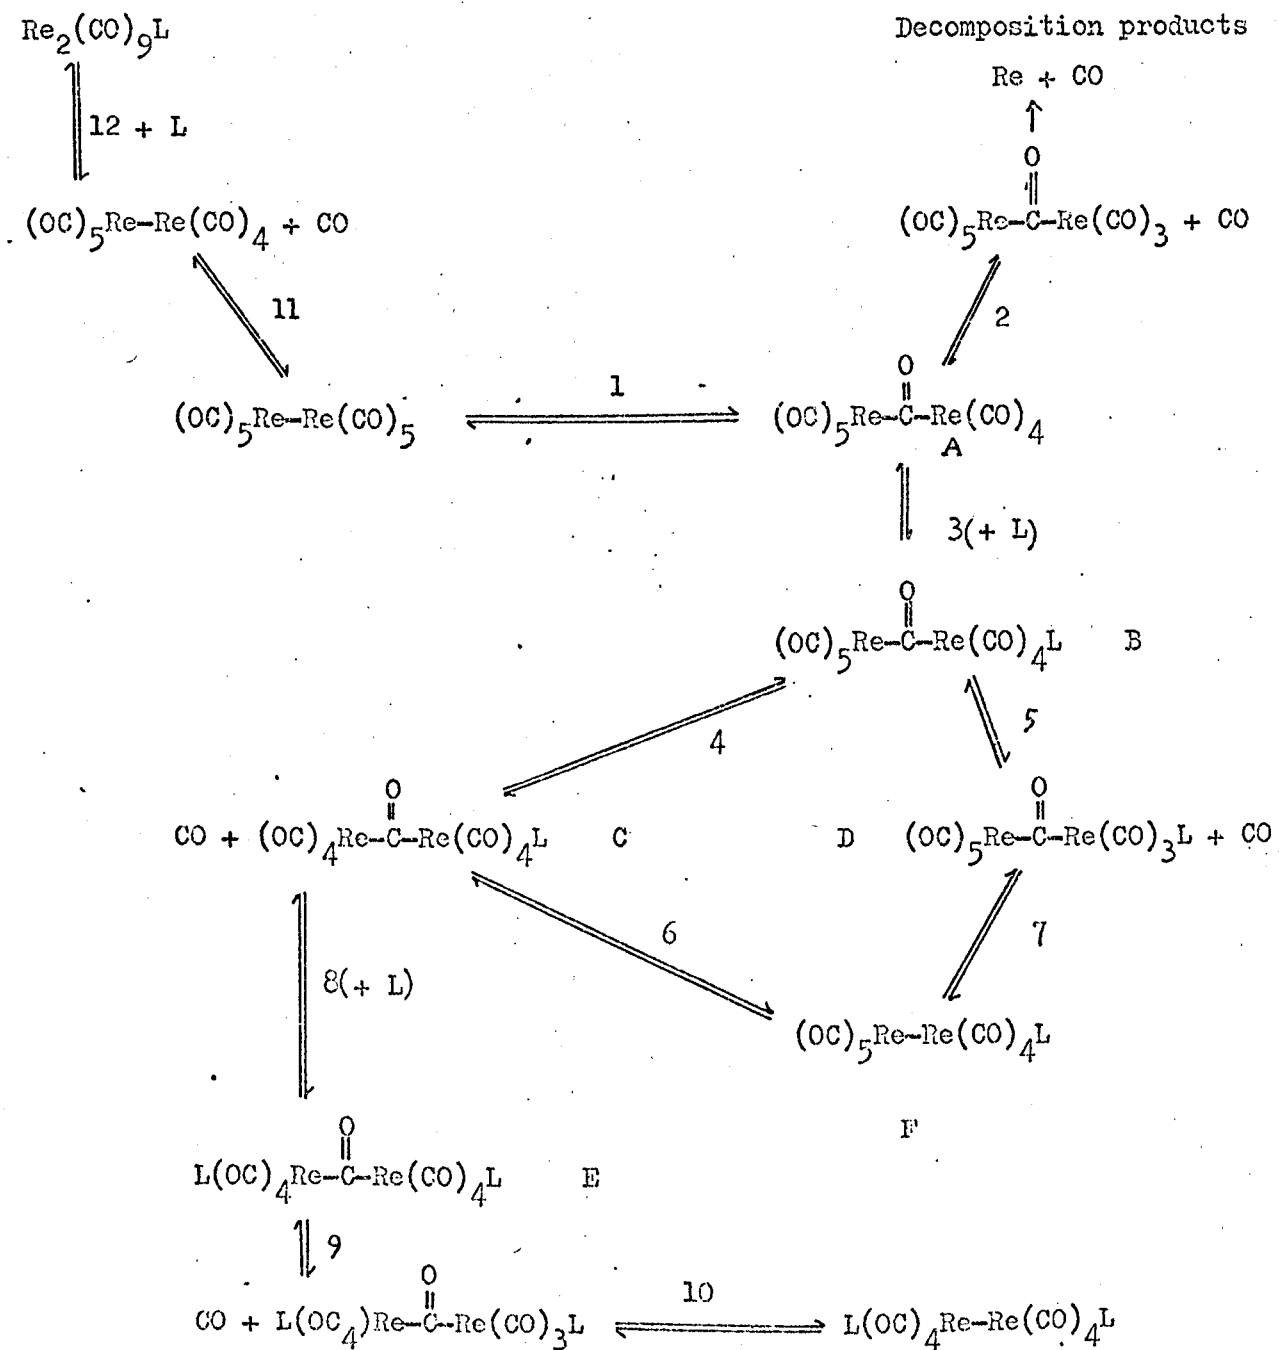 Re2(CO)9L
Decomposition products
Re + CO
12 + L
O
(OC)5Re-Re(CO)4 + CO
(OC)5Re-C-Re(CO)3 + CO
11
2
O
1
(OC)5Re-Re(CO)5
(OC)5Re-C-Re(CO)4
A
3(+ L)
O
(OC)5Re-C-Re(CO)4L B
4
5
O
O
CO + (OC)4Re-C-Re(CO)4L C
D (OC)5Re-C-Re(CO)3L + CO
6
7
8(+ L)
(OC)5Re-Re(CO)4L
F
O
L(OC)4Re-C-Re(CO)4L E
9
O
10
CO + L(OC4)Re-C-Re(CO)3L
L(OC)4Re-Re(CO)4L